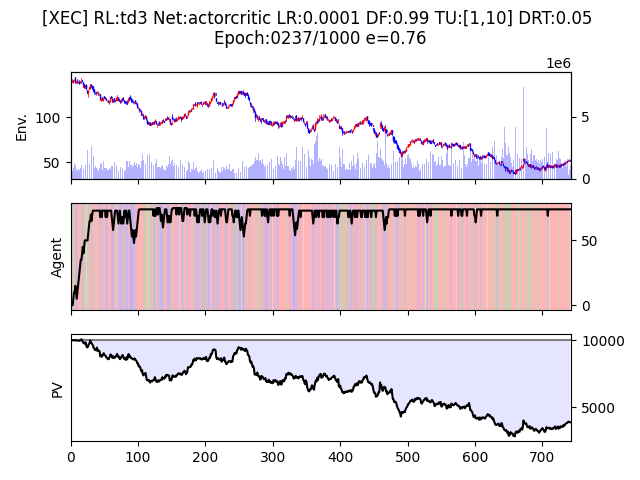 [XEC] RL:td3 Net:actorcritic LR:0.0001 DF:0.99 TU:[1,10] DRT:0.05
Epoch:0237/1000 e=0.76
1e6
Env.
100
50
5
0
Agent
50
0
PV
10000
5000
0 100 200 300 400 500 600 700